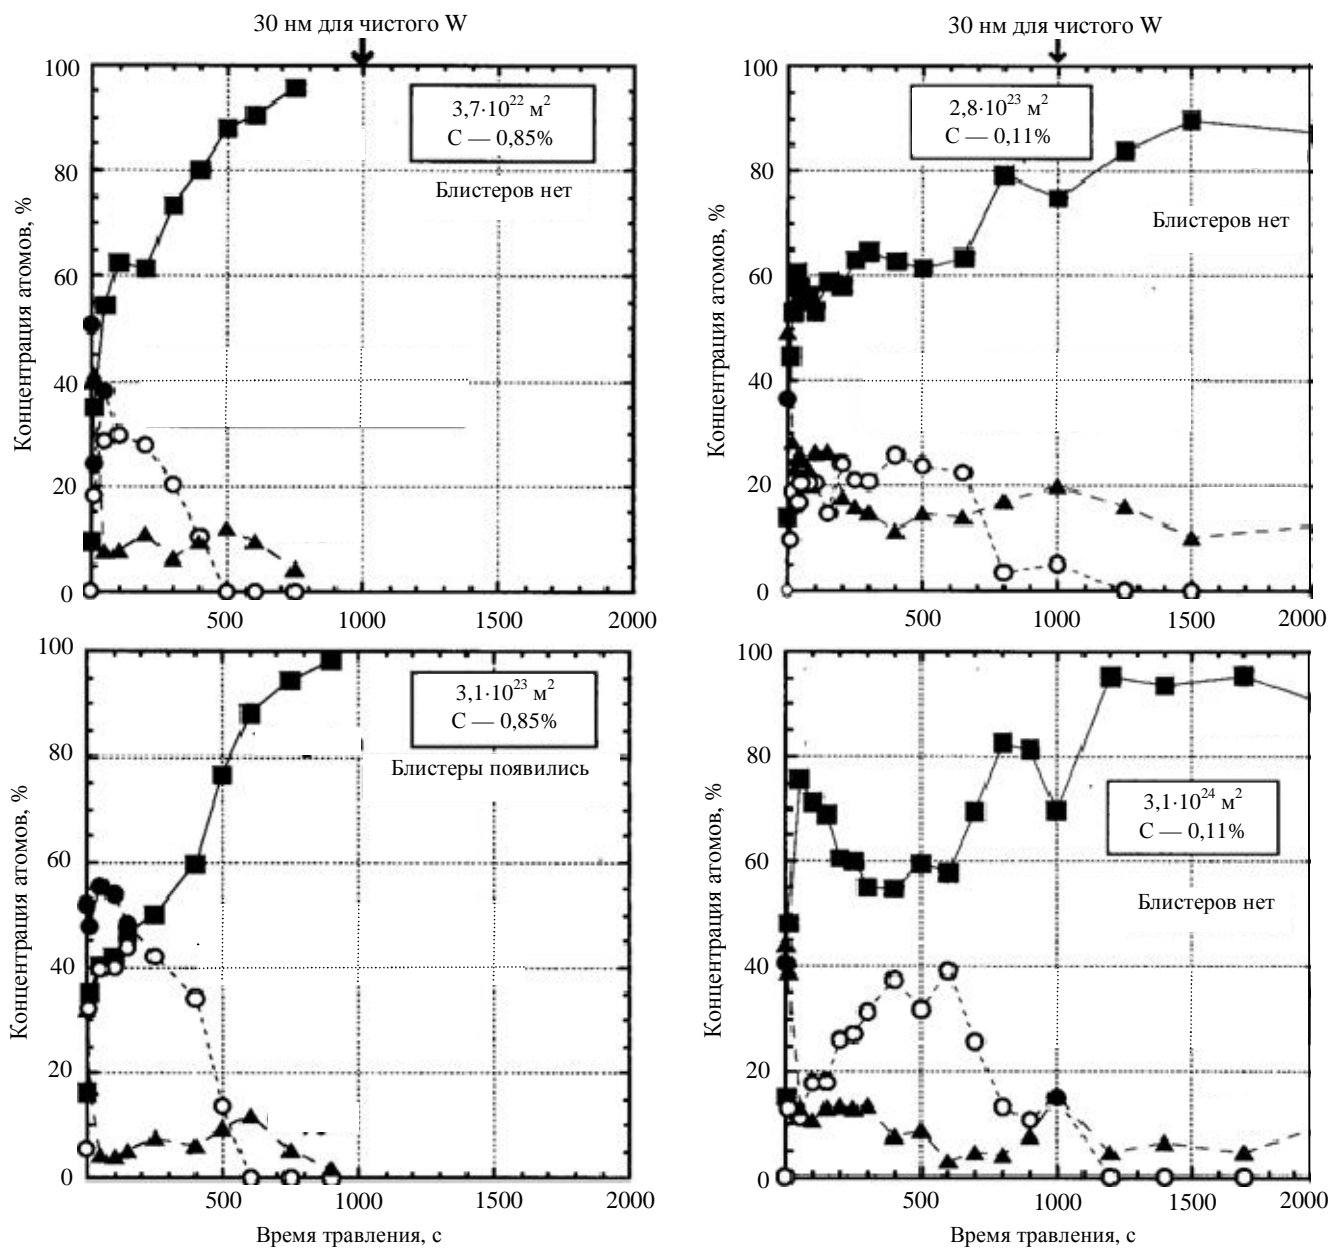 30 нм для чистого W
30 нм для чистого W
Концентрация атомов, %
100
80
60
40
20
0
3,7·10²² м²
C — 0,85%
Блистеров нет
500
1000
1500
2000
Концентрация атомов, %
100
80
60
40
20
0
2,8·10²³ м²
C — 0,11%
Блистеров нет
500
1000
1500
2000
Концентрация атомов, %
100
80
60
40
20
0
3,1·10²³ м²
C — 0,85%
Блистеры появились
500
1000
1500
2000
Время травления, с
Концентрация атомов, %
100
80
60
40
20
0
3,1·10²⁴ м²
C — 0,11%
Блистеров нет
500
1000
1500
2000
Время травления, с